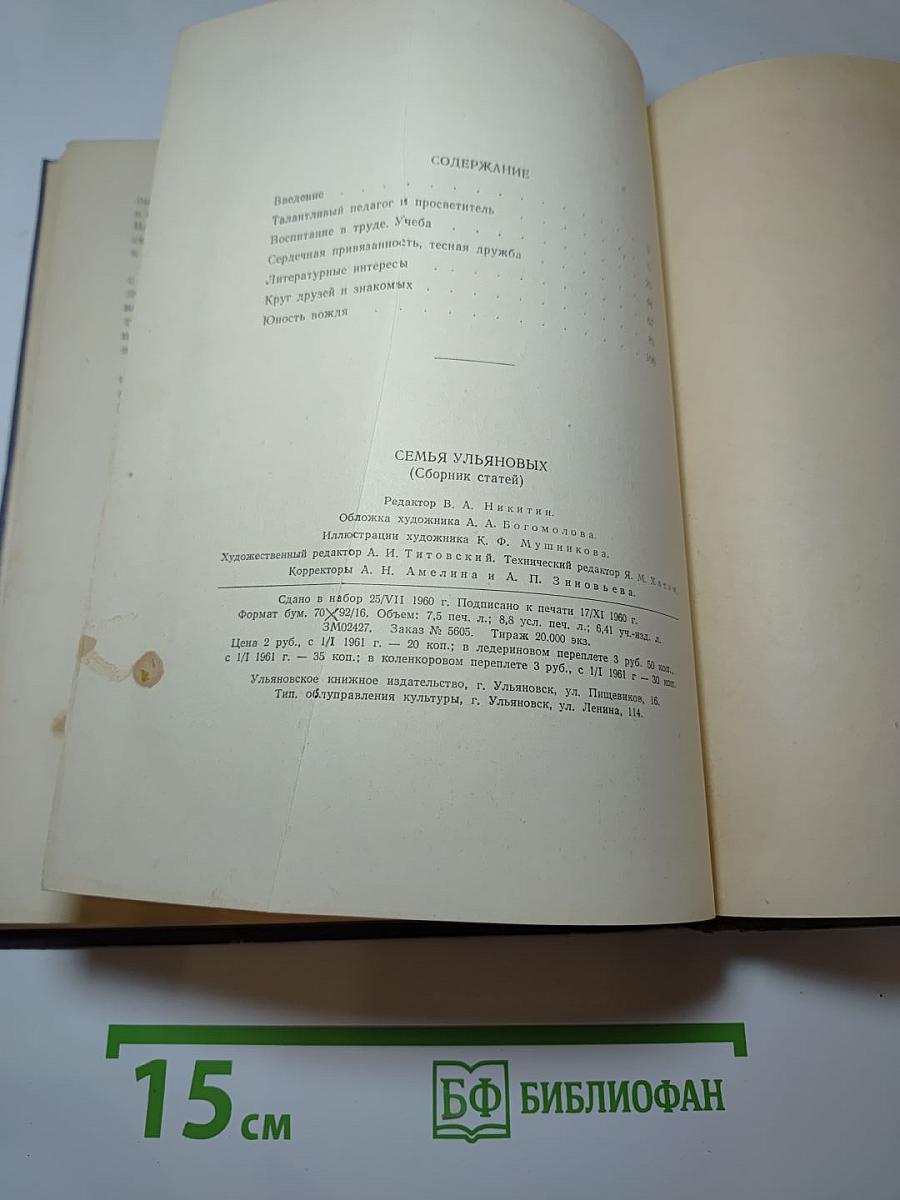 СОДЕРЖАНИЕ
Введение . . . . . . .
Талантливый педагог и просветитель . . . .
Воспитание в труде. Учеба . . . . . .
Сердечная привязанность, тесная дружба . . .
Литературные интересы . . . . . .
Круг друзей и знакомых . . . . . .
Юность вождя . . . . . . .
СЕМЬЯ УЛЬЯНОВЫХ
(Сборник статей)
Редактор В. А. Никитин.
Обложка художника А. А. Богомолова.
Иллюстрации художника К. Ф. Мушникова.
Художественный редактор А. И. Титовский. Технический редактор Я. М.
Корректоры А. Н. Амелина и А. П. Зиновьева.
Сдано в набор 25/VII 1960 г. Подписано к печати 17/XI 1960 г.
Формат бум. 70×92/16. Объем: 7,5 печ. л.; 8,8 усл. печ. л.; 6,41 уч.-изд. л.
ЗМ02427. Заказ № 5605. Тираж 20.000 экз.
Цена 2 руб., с 1/I 1961 г. — 20 коп.; в ледериновом переплете 3 руб. 50 коп.,
с 1/I 1961 г. — 35 коп.; в коленкоровом переплете 3 руб., с 1/I 1961 г — 30 коп.
Ульяновское книжное издательство, г. Ульяновск, ул. Пищевиков, 16.
Тип. облуправления культуры, г. Ульяновск, ул. Ленина, 114.
15 см
БФ БИБЛИОФАН